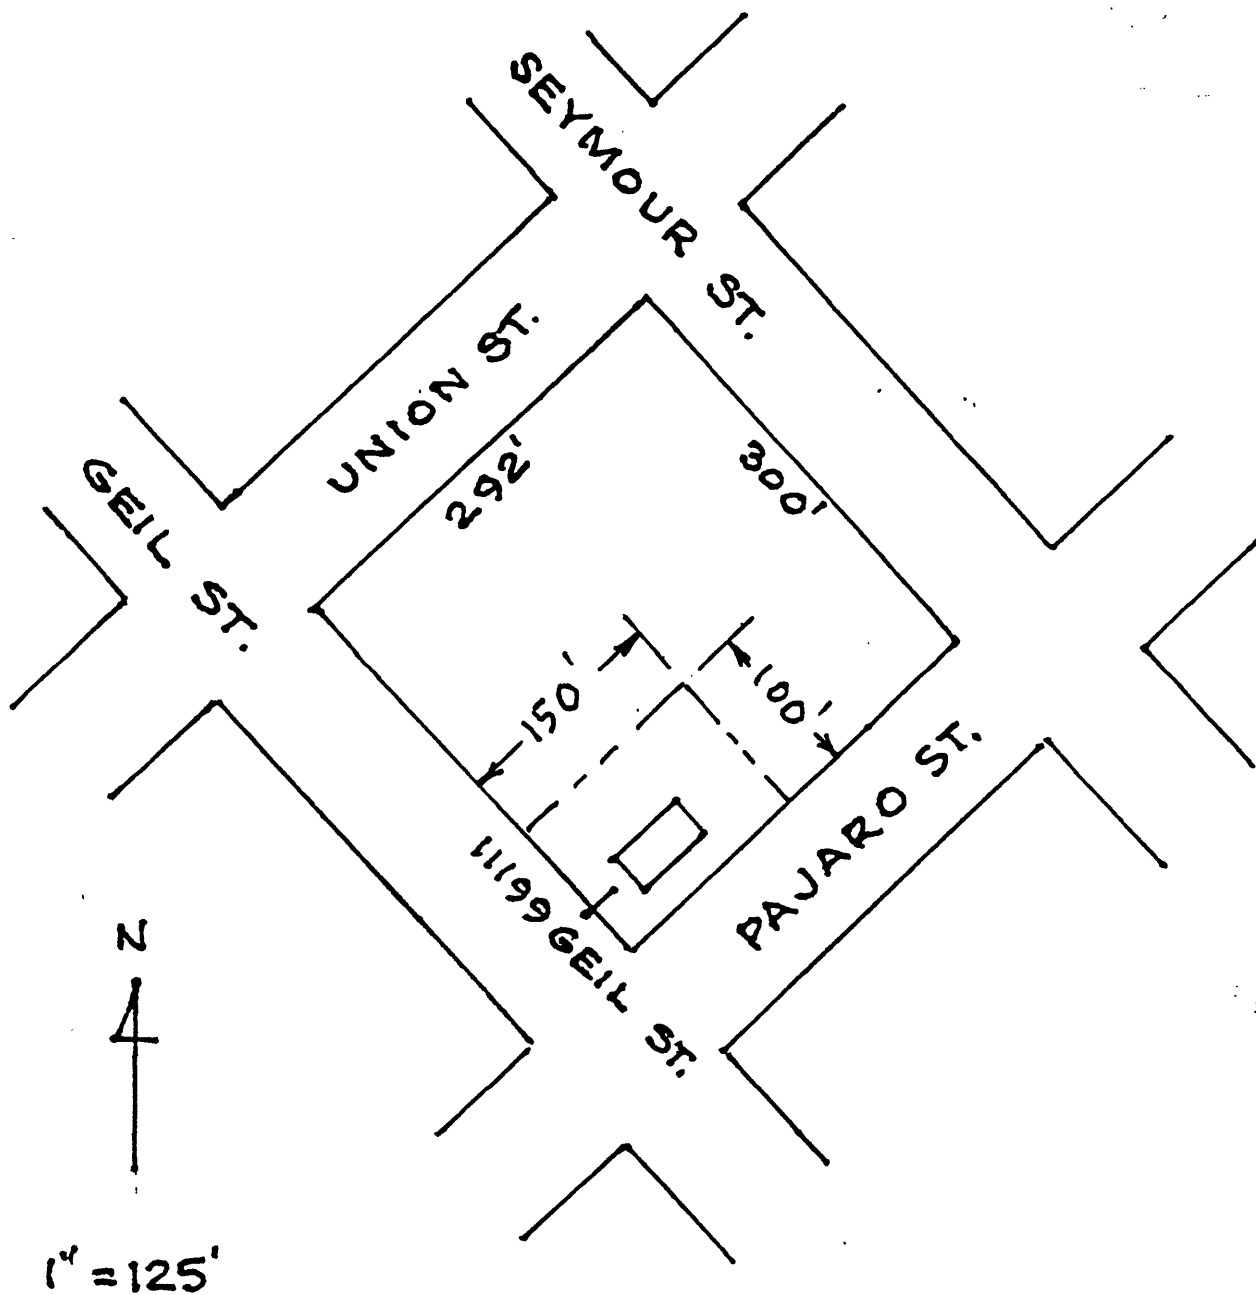 SEYMOUR ST.
UNION ST.
292'
300'
GEIL ST.
150'
100'
11199 GEIL ST.
PAJARO ST.
N
1" = 125'